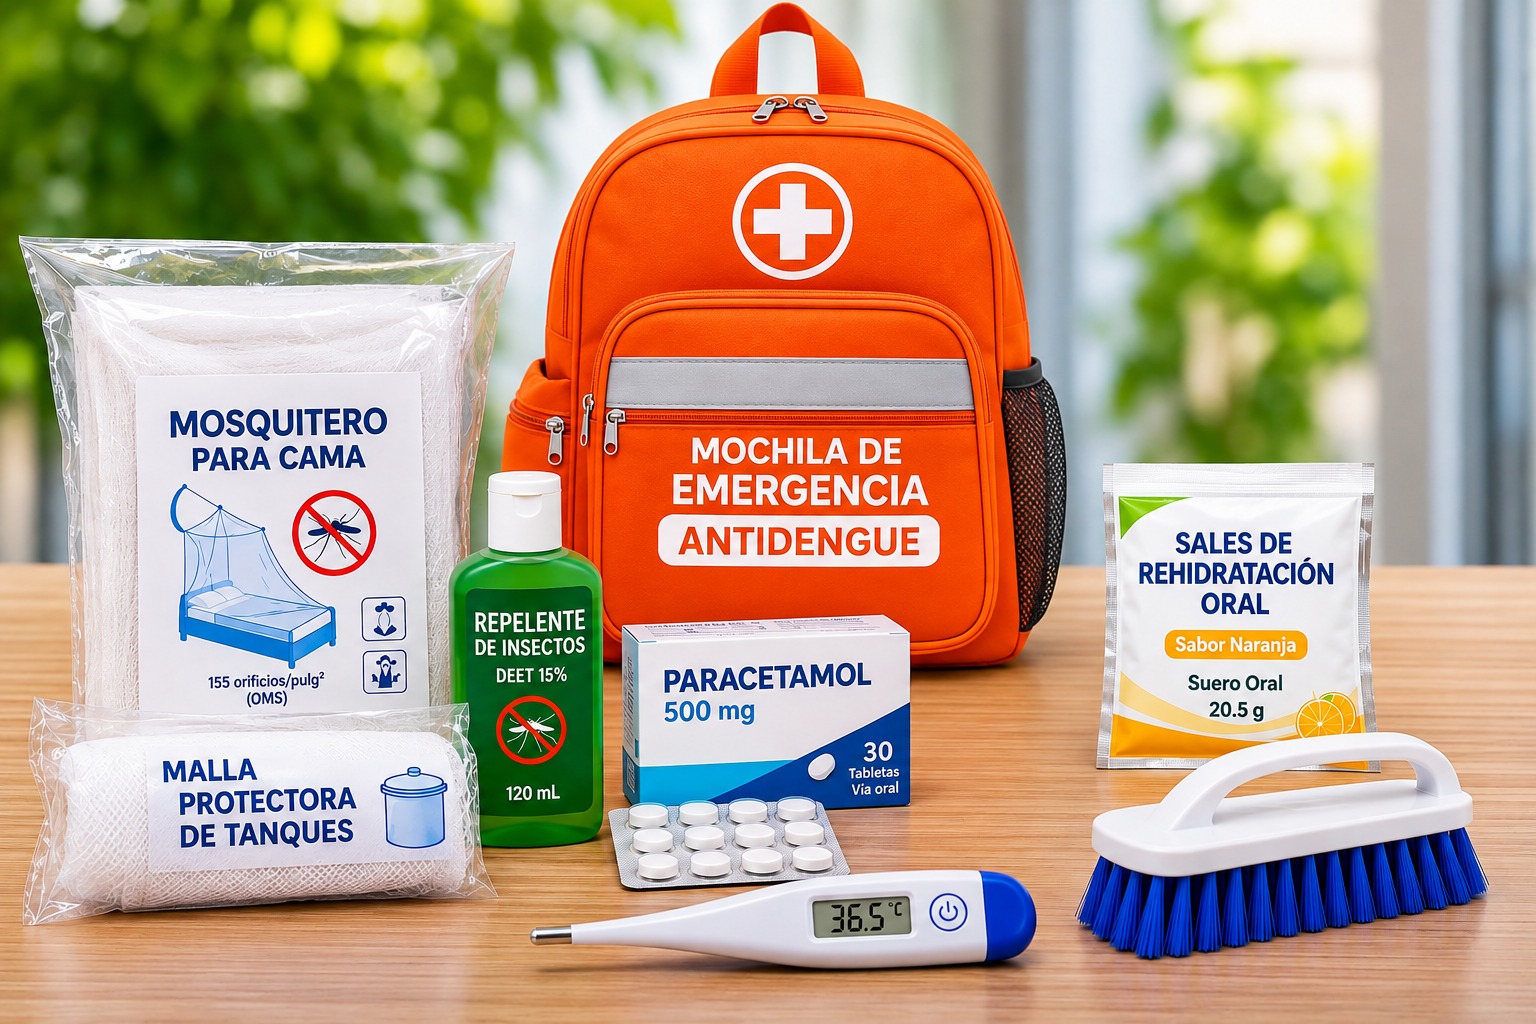 MOCHILA DE
EMERGENCIA
ANTIDENGUE
MOSQUITERO
PARA CAMA
155 orificios/pulg²
(OMS)
MALLA
PROTECTORA
DE TANQUES
REPELENTE
DE INSECTOS
DEET 15%
120 mL
PARACETAMOL
500 mg
30
Tabletas
Vía oral
36.5 °C
SALES DE
REHIDRATACIÓN
ORAL
Sabor Naranja
Suero Oral
20.5 g